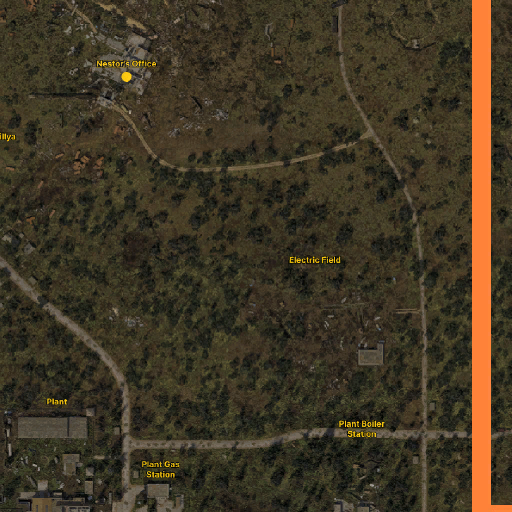 Nestor's Office
illya
Electric Field
Plant
Plant Boiler
Station
Plant Gas
Station